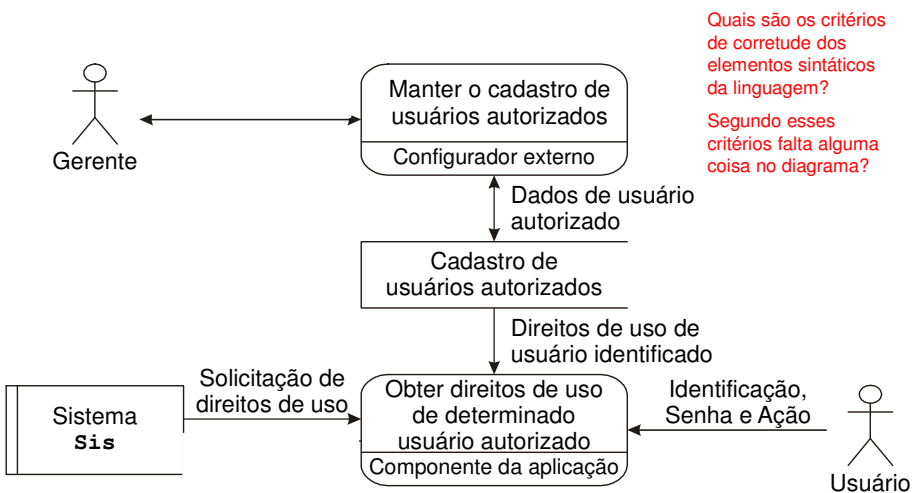 Quais são os critérios
de corretude dos
elementos sintáticos
da linguagem?
Segundo esses
critérios falta alguma
coisa no diagrama?
Gerente
Manter o cadastro de
usuários autorizados
Configurador externo
Dados de usuário
autorizado
Cadastro de
usuários autorizados
Direitos de uso de
usuário identificado
Sistema
Sis
Solicitação de
direitos de uso
Obter direitos de uso
de determinado
usuário autorizado
Componente da aplicação
Identificação,
Senha e Ação
Usuário